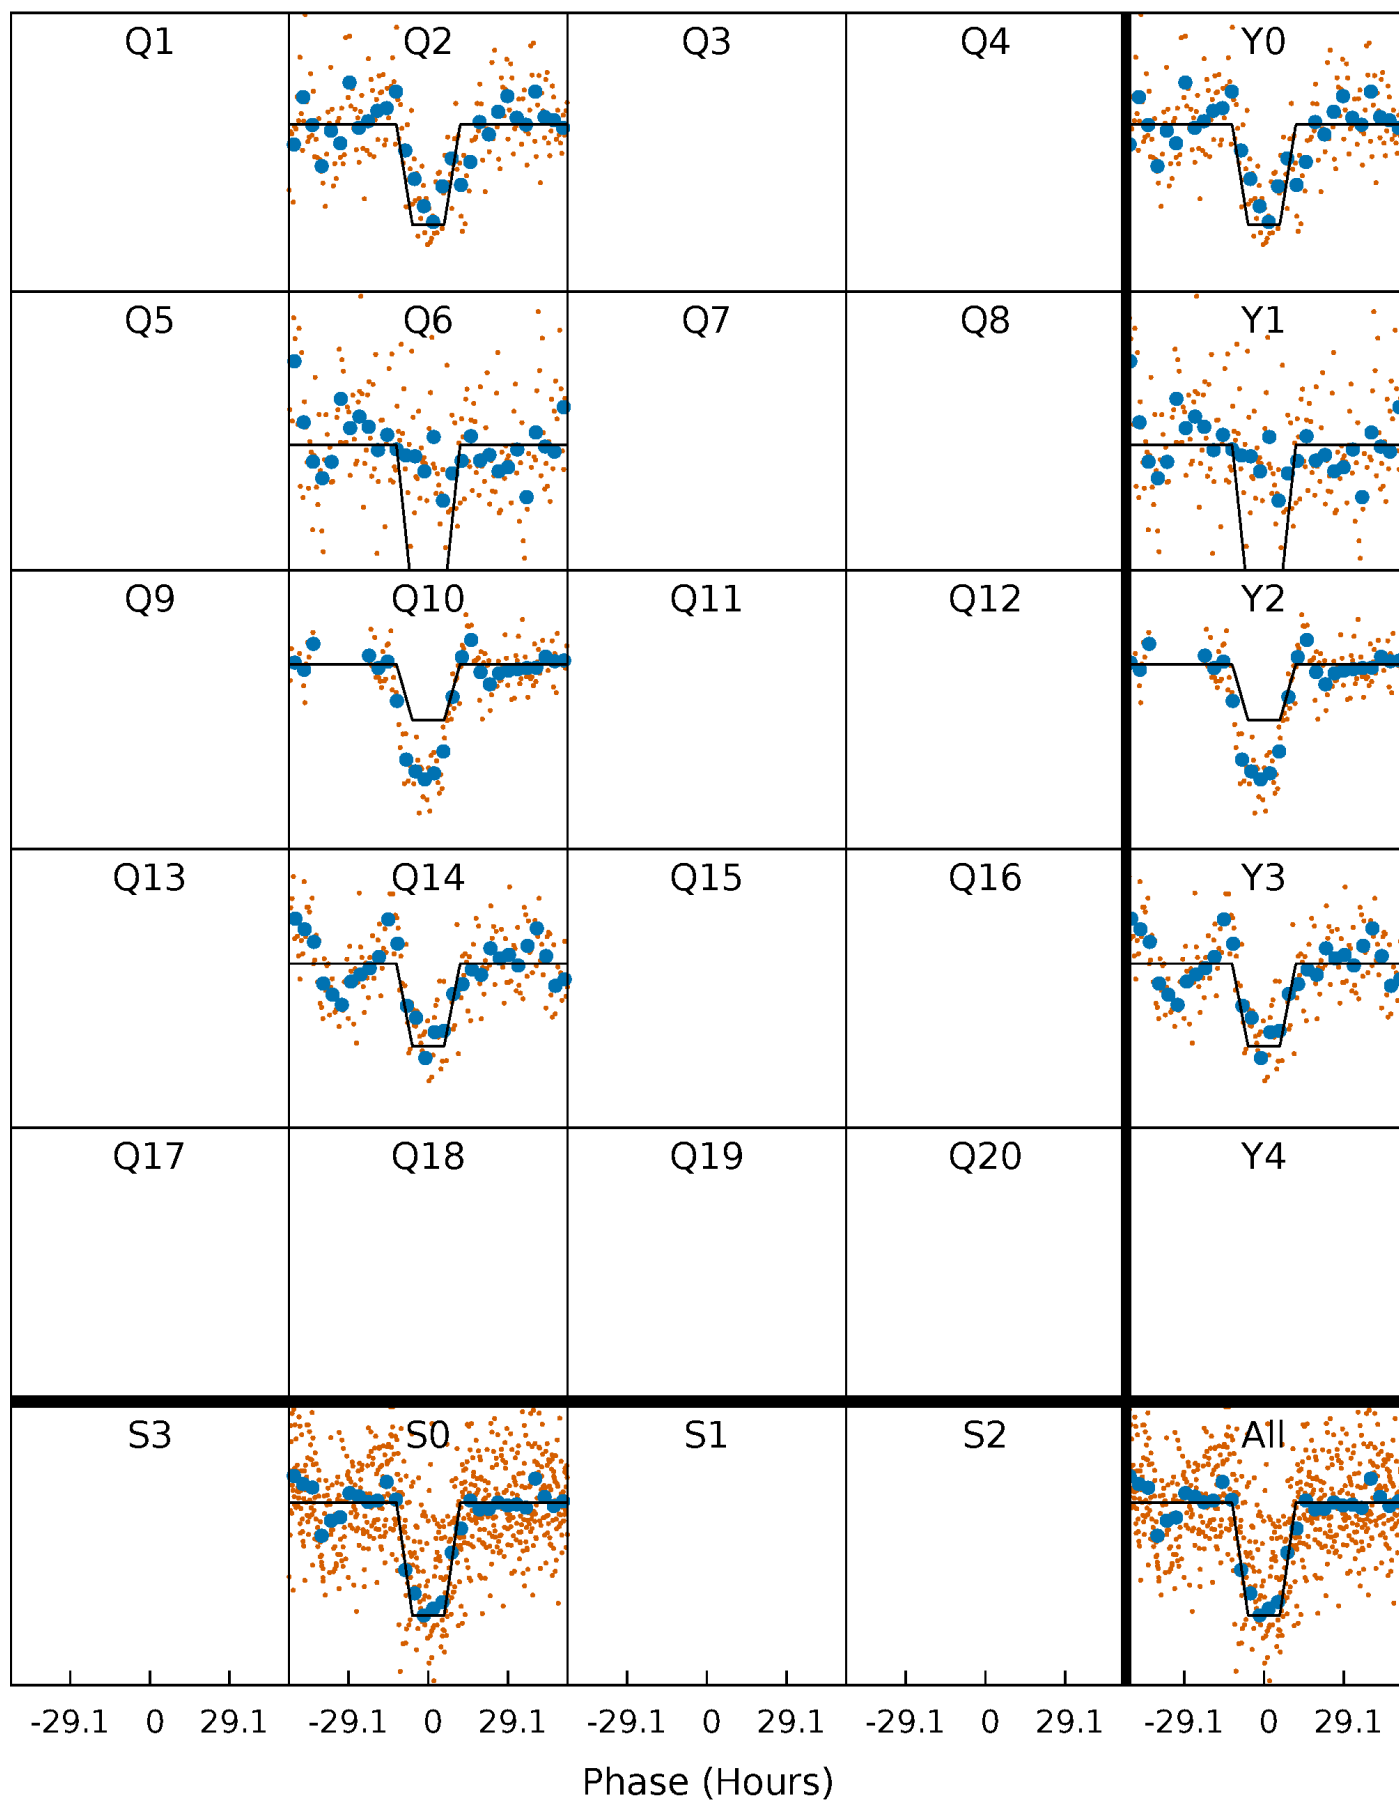 Q1 Q2 Q3 Q4 Y0
Q5 Q6 Q7 Q8 Y1
Q9 Q10 Q11 Q12 Y2
Q13 Q14 Q15 Q16 Y3
Q17 Q18 Q19 Q20 Y4
S3 S0 S1 S2 All
-29.1 0 29.1 -29.1 0 29.1 -29.1 0 29.1 -29.1 0 29.1 -29.1 0 29.1
Phase (Hours)